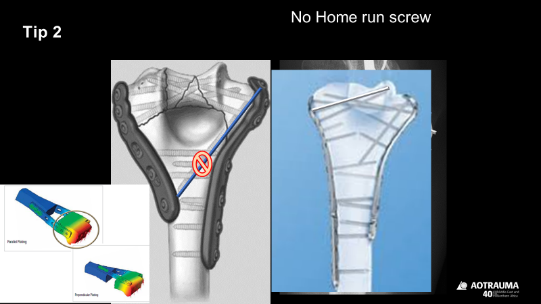 No Home run screw
Tip 2
Parallel Plating
Perpendicular Plating
AOTRAUMA
40